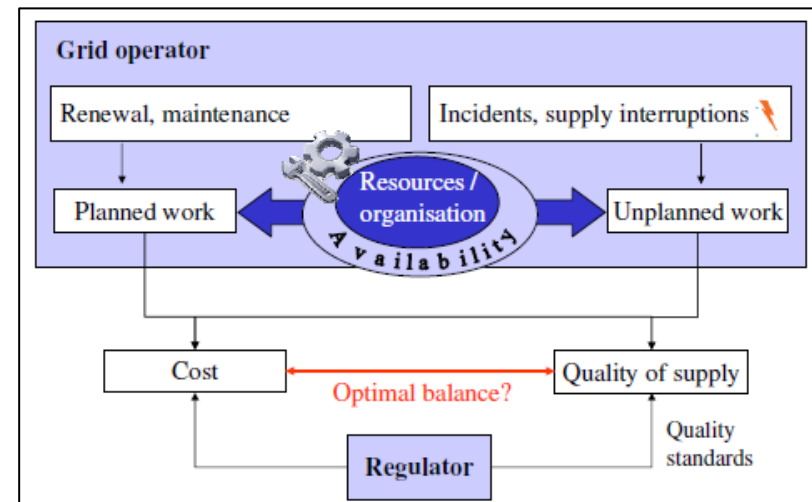 Grid operator
Renewal, maintenance
Incidents, supply interruptions
Resources /
organisation
Availability
Planned work
Unplanned work
Cost
Optimal balance?
Quality of supply
Regulator
Quality
standards